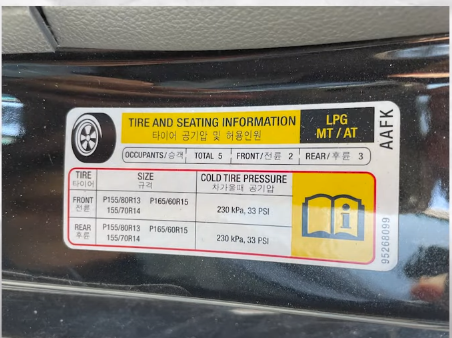 TIRE AND SEATING INFORMATION
타이어 공기압 및 허용인원
LPG
MT / AT
AAFK
OCCUPANTS/승객 TOTAL 5 FRONT/전륜 2 REAR/후륜 3
TIRE SIZE COLD TIRE PRESSURE
타이어 규격 차가울때 공기압
FRONT P155/80R13 P165/60R15
전륜 155/70R14 230 kPa, 33 PSI
REAR P155/80R13 P165/60R15
후륜 155/70R14 230 kPa, 33 PSI
95268099